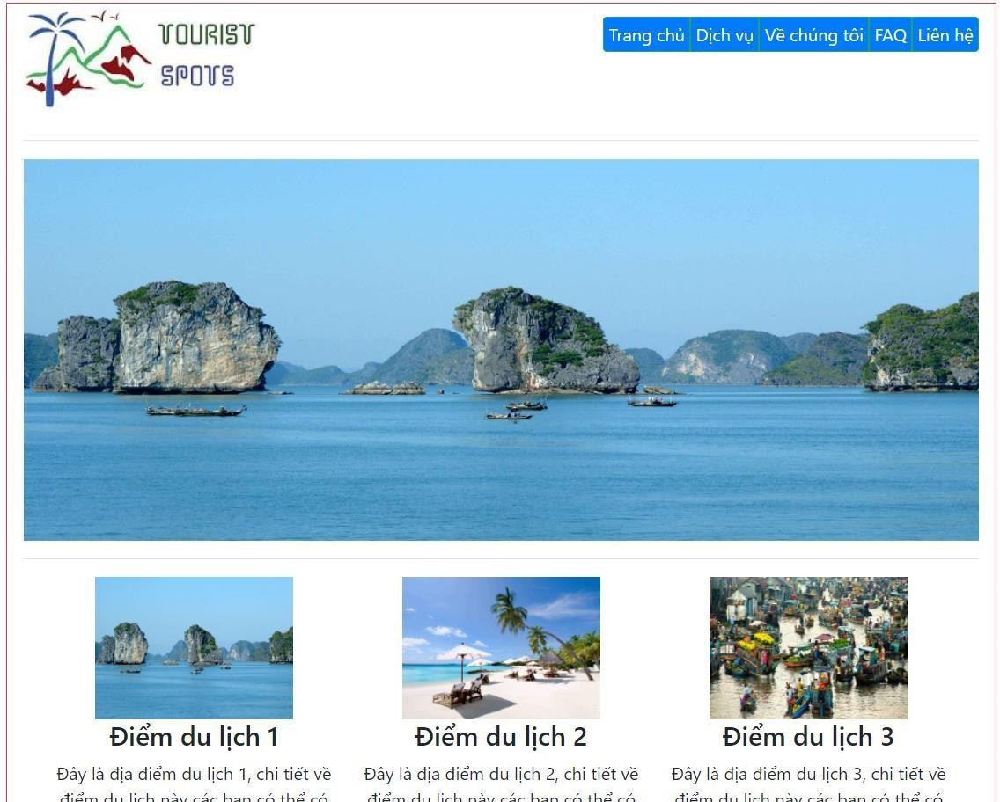 TOURIST
SPOTS
Trang chủ Dịch vụ Về chúng tôi FAQ Liên hệ
Điểm du lịch 1 Điểm du lịch 2 Điểm du lịch 3
Đây là địa điểm du lịch 1, chi tiết về Đây là địa điểm du lịch 2, chi tiết về Đây là địa điểm du lịch 3, chi tiết về
điểm du lịch này các bạn có thể có điểm du lịch này các bạn có thể có điểm du lịch này các bạn có thể có